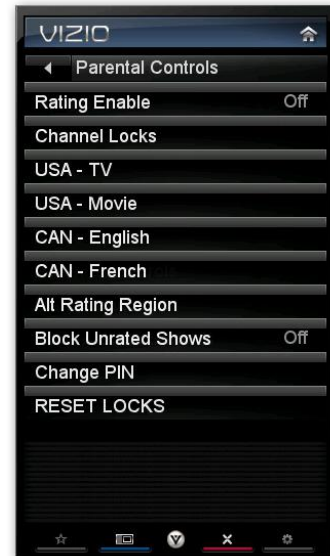 VIZIO
Parental Controls
Rating Enable Off
Channel Locks
USA - TV
USA - Movie
CAN - English
CAN - French
Alt Rating Region
Block Unrated Shows Off
Change PIN
RESET LOCKS